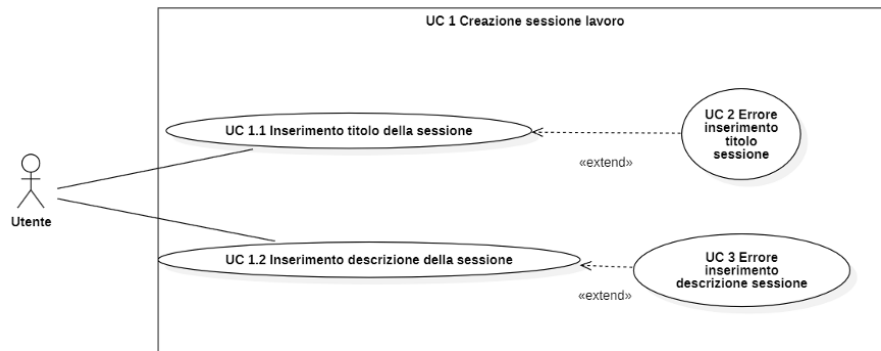 UC 1 Creazione sessione lavoro
UC 1.1 Inserimento titolo della sessione
UC 2 Errore
inserimento
titolo
sessione
«extend»
Utente
UC 1.2 Inserimento descrizione della sessione
UC 3 Errore
inserimento
descrizione sessione
«extend»